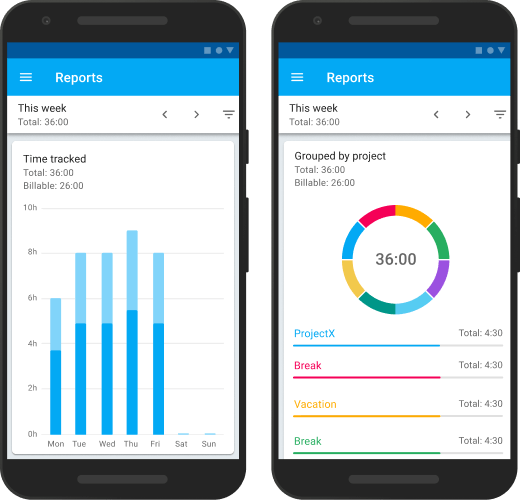 Reports
This week
Total: 36:00
Time tracked
Total: 36:00
Billable: 26:00
10h
8h
6h
4h
2h
0h
Mon Tue Wed Thu Fri Sat Sun
Reports
This week
Total: 36:00
Grouped by project
Total: 36:00
Billable: 26:00
36:00
ProjectX Total: 4:30
Break Total: 4:30
Vacation Total: 4:30
Break Total: 4:30